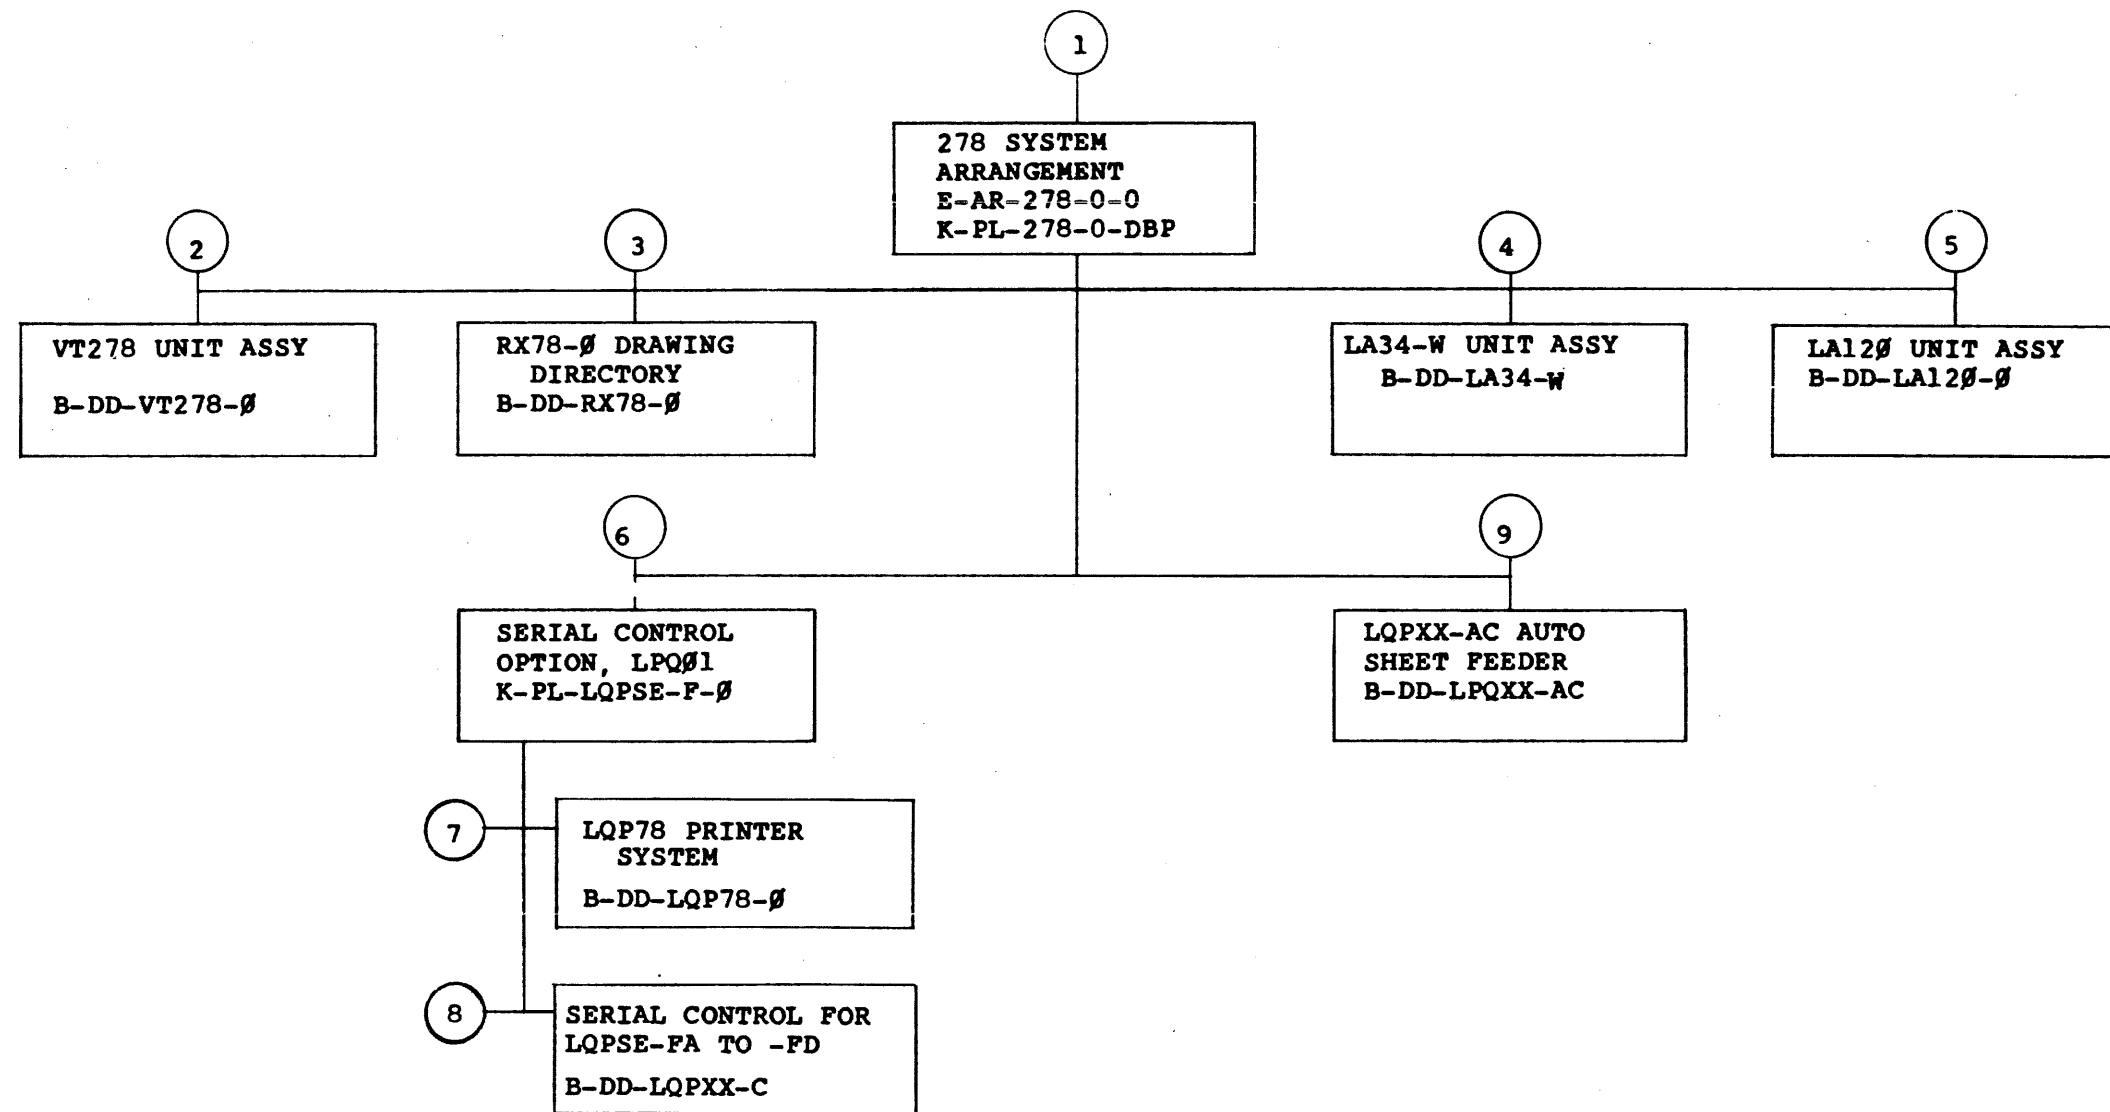 1
278 SYSTEM
ARRANGEMENT
E-AR-278-0-0
K-PL-278-0-DBP
2
3
4
5
VT278 UNIT ASSY
B-DD-VT278-Ø
RX78-Ø DRAWING
DIRECTORY
B-DD-RX78-Ø
LA34-W UNIT ASSY
B-DD-LA34-W
LA12Ø UNIT ASSY
B-DD-LA12Ø-Ø
6
9
SERIAL CONTROL
OPTION, LPQØ1
K-PL-LQPSE-F-Ø
LQPXX-AC AUTO
SHEET FEEDER
B-DD-LPQXX-AC
7
LQP78 PRINTER
SYSTEM
B-DD-LQP78-Ø
8
SERIAL CONTROL FOR
LQPSE-FA TO -FD
B-DD-LQPXX-C